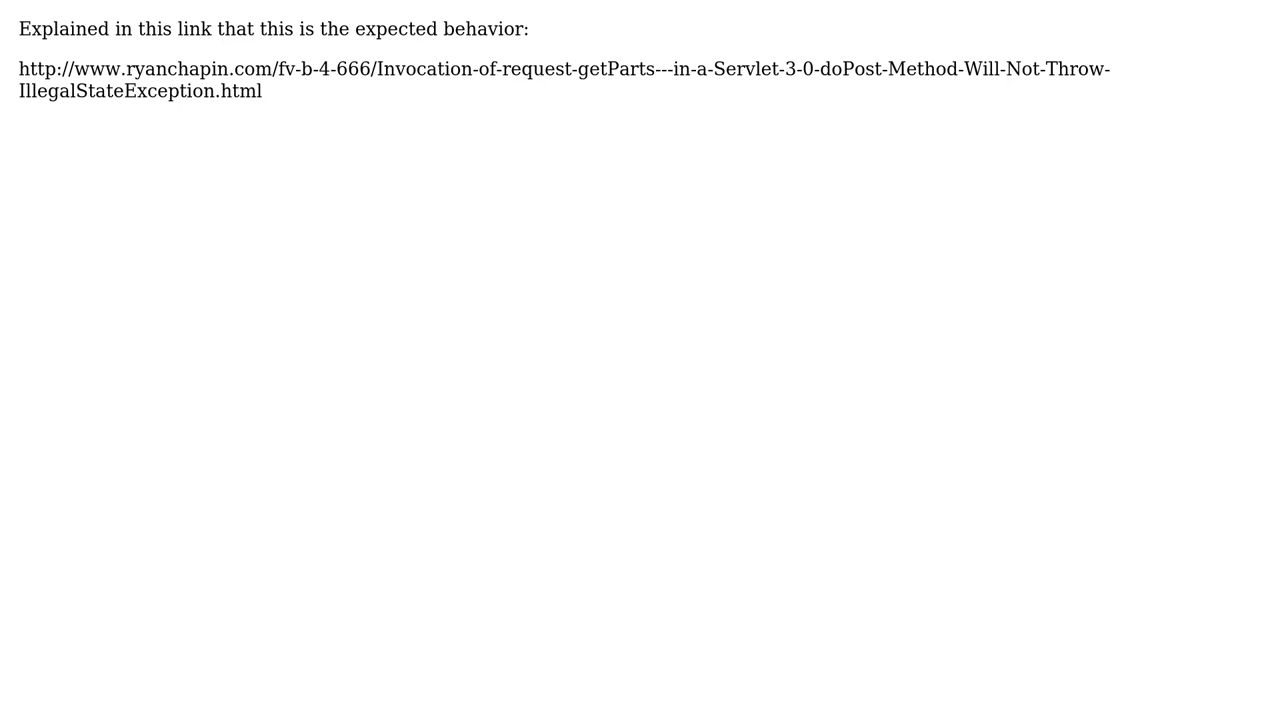 Explained in this link that this is the expected behavior:
http://www.ryanchapin.com/fv-b-4-666/Invocation-of-request-getParts---in-a-Servlet-3-0-doPost-Method-Will-Not-Throw-
IllegalStateException.html